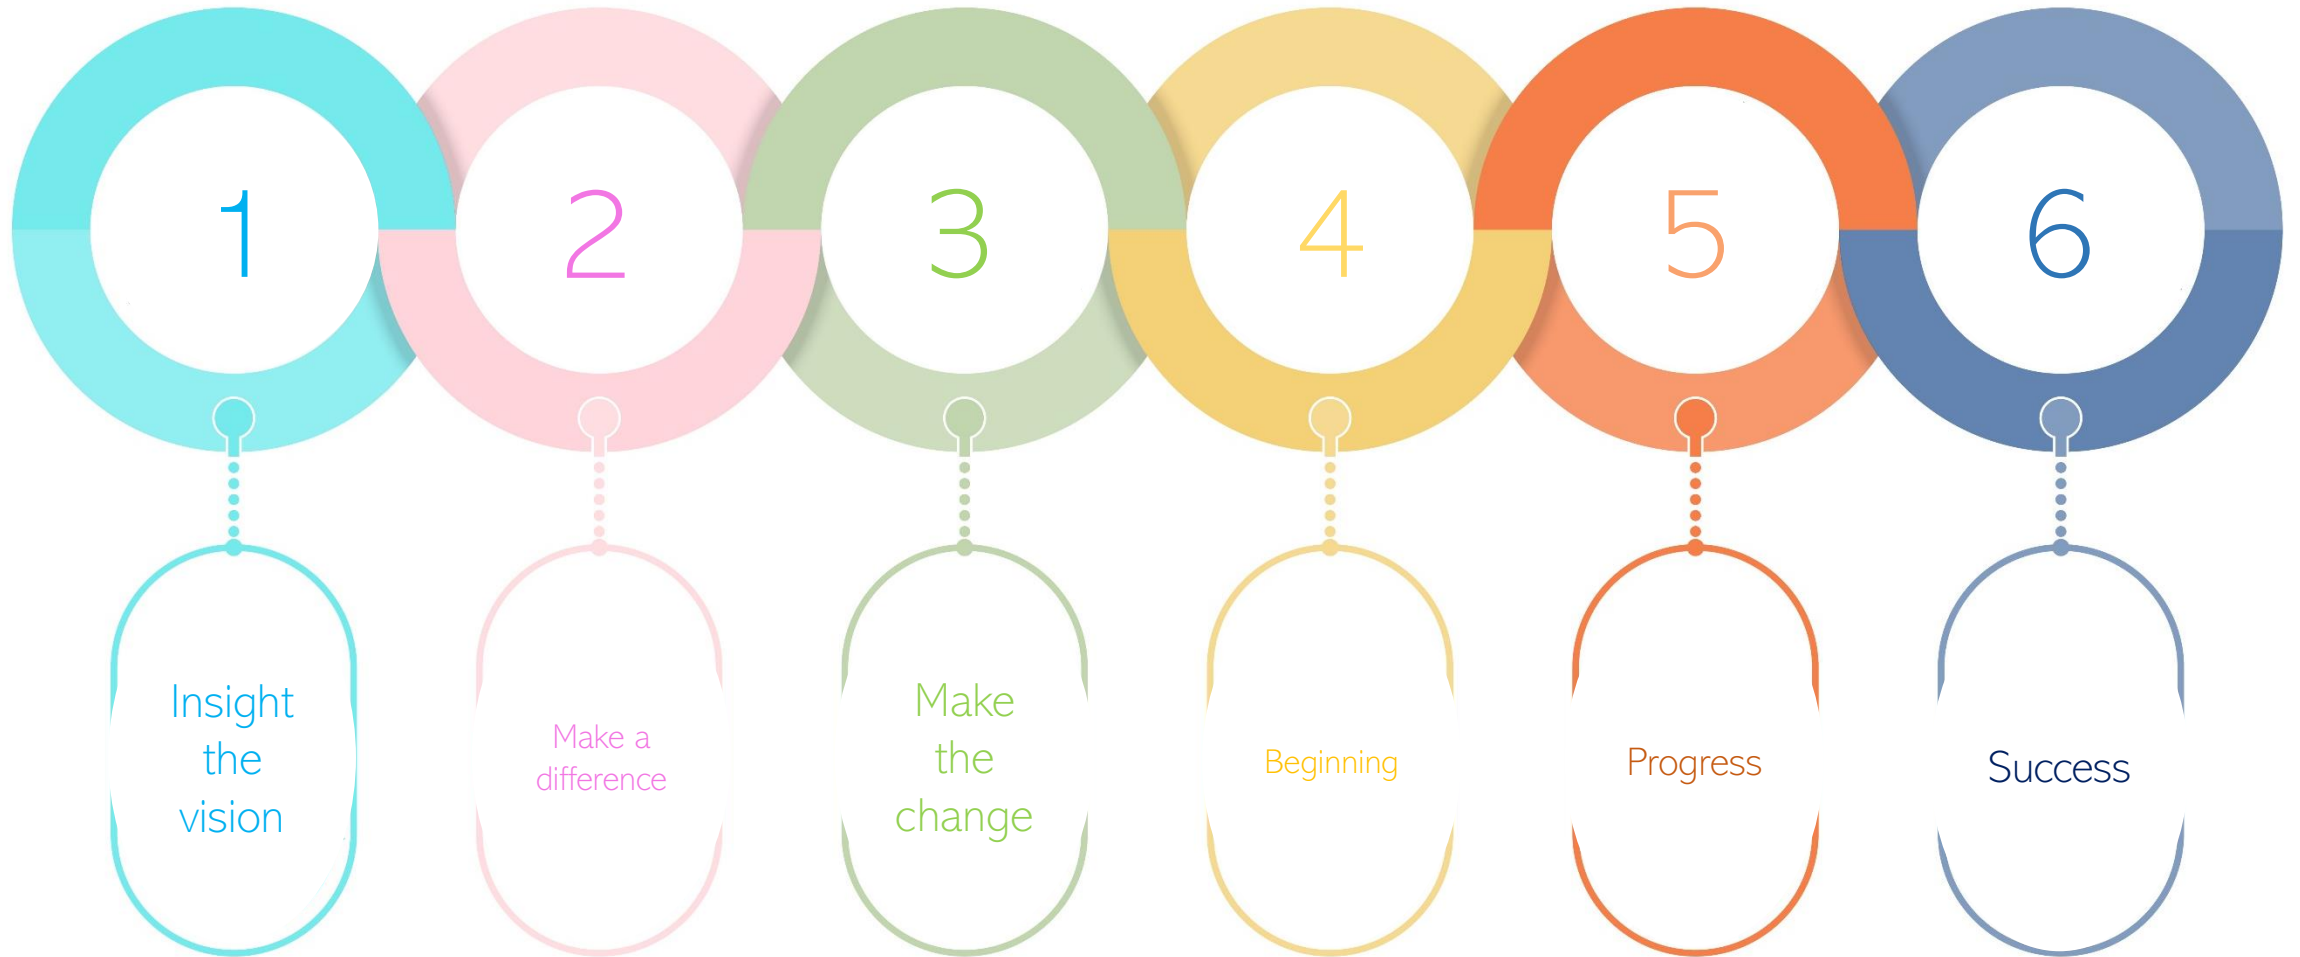 1
2
3
4
5
6
Insight
the
vision
Make a
difference
Make
the
change
Beginning
Progress
Success